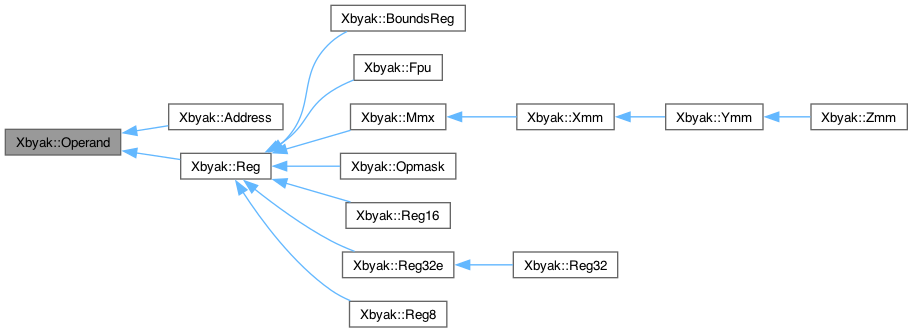 Xbyak::BoundsReg
Xbyak::Fpu
Xbyak::Address
Xbyak::Mmx
Xbyak::Xmm
Xbyak::Ymm
Xbyak::Zmm
Xbyak::Operand
Xbyak::Reg
Xbyak::Opmask
Xbyak::Reg16
Xbyak::Reg32e
Xbyak::Reg32
Xbyak::Reg8